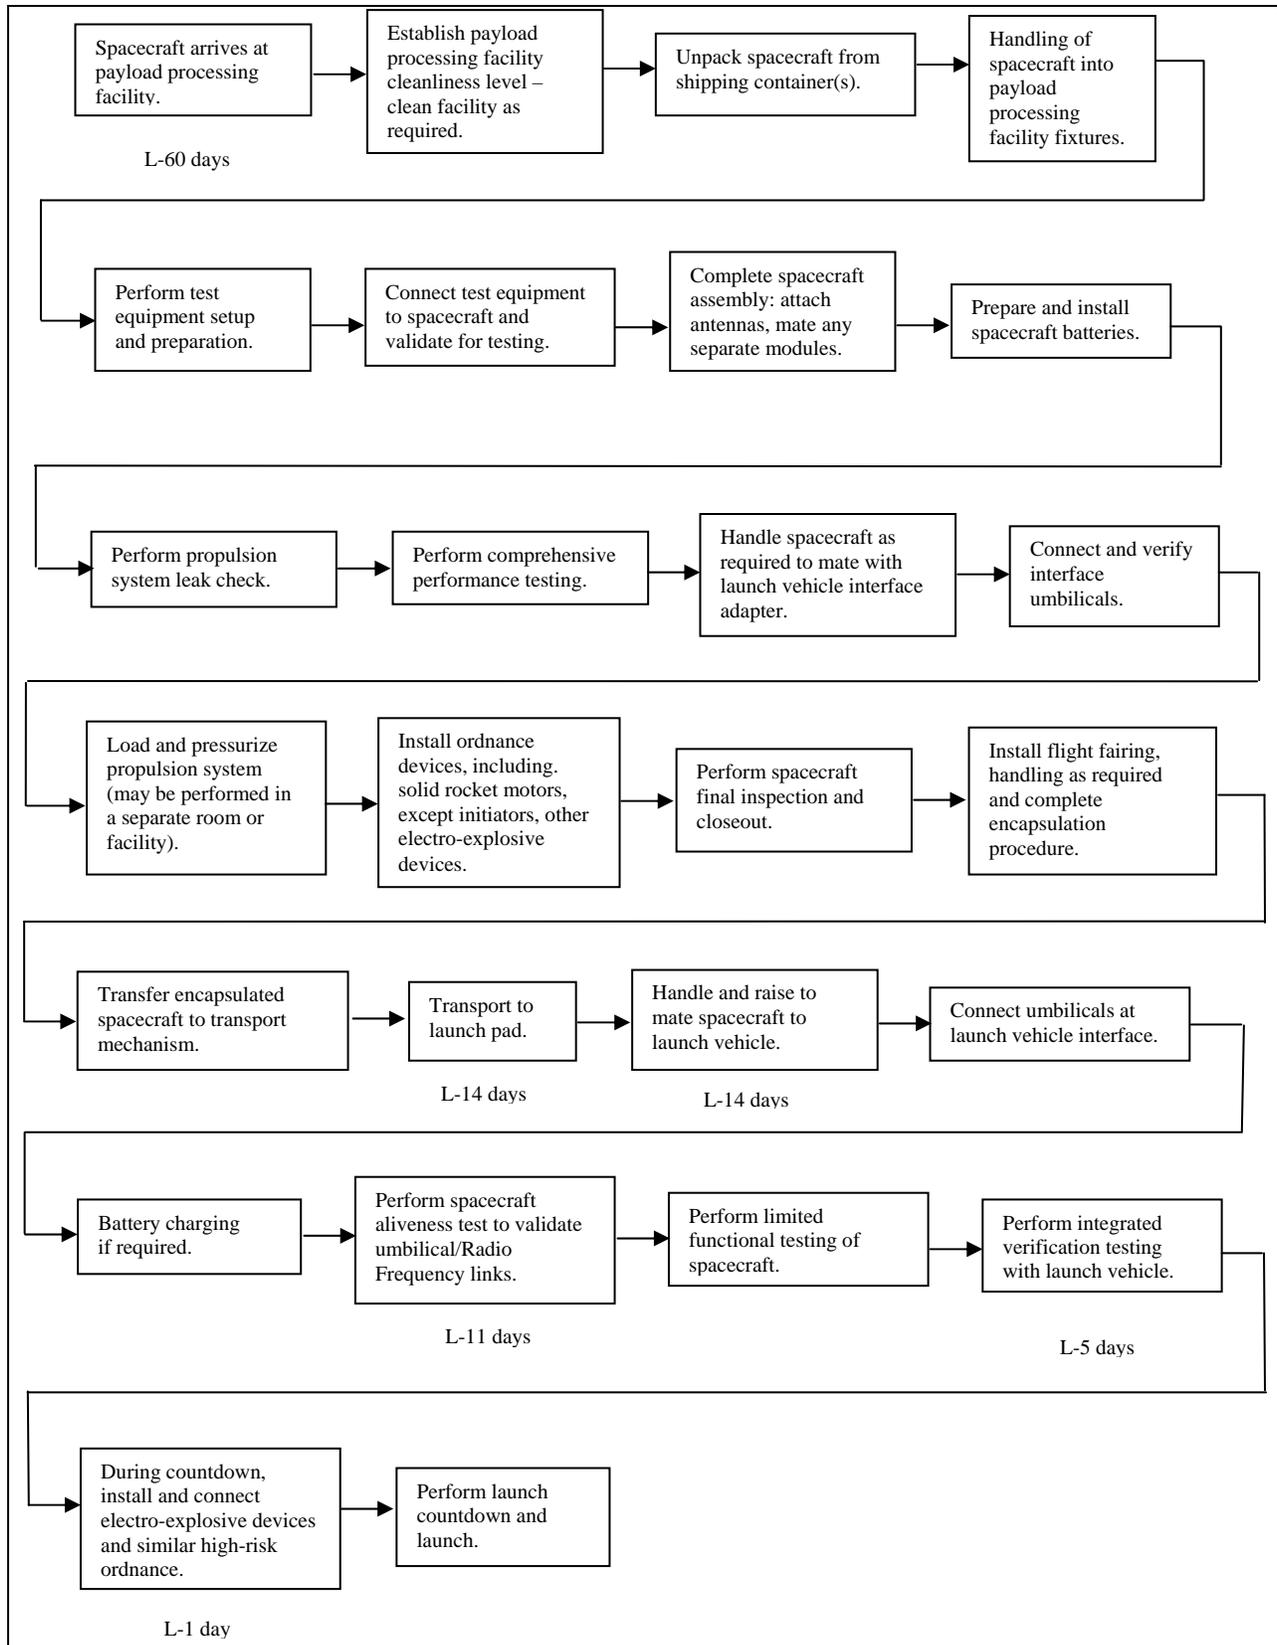 Spacecraft arrives at
payload processing
facility.
L-60 days
Establish payload
processing facility
cleanliness level –
clean facility as
required.
Unpack spacecraft from
shipping container(s).
Handling of
spacecraft into
payload
processing
facility fixtures.
Perform test
equipment setup
and preparation.
Connect test equipment
to spacecraft and
validate for testing.
Complete spacecraft
assembly: attach
antennas, mate any
separate modules.
Prepare and install
spacecraft batteries.
Perform propulsion
system leak check.
Perform comprehensive
performance testing.
Handle spacecraft as
required to mate with
launch vehicle interface
adapter.
Connect and verify
interface
umbilicals.
Load and pressurize
propulsion system
(may be performed in
a separate room or
facility).
Install ordnance
devices, including.
solid rocket motors,
except initiators, other
electro-explosive
devices.
Perform spacecraft
final inspection and
closeout.
Install flight fairing,
handling as required
and complete
encapsulation
procedure.
Transfer encapsulated
spacecraft to transport
mechanism.
Transport to
launch pad.
L-14 days
Handle and raise to
mate spacecraft to
launch vehicle.
L-14 days
Connect umbilicals at
launch vehicle interface.
Battery charging
if required.
Perform spacecraft
aliveness test to validate
umbilical/Radio
Frequency links.
L-11 days
Perform limited
functional testing of
spacecraft.
Perform integrated
verification testing
with launch vehicle.
L-5 days
During countdown,
install and connect
electro-explosive devices
and similar high-risk
ordnance.
L-1 day
Perform launch
countdown and
launch.